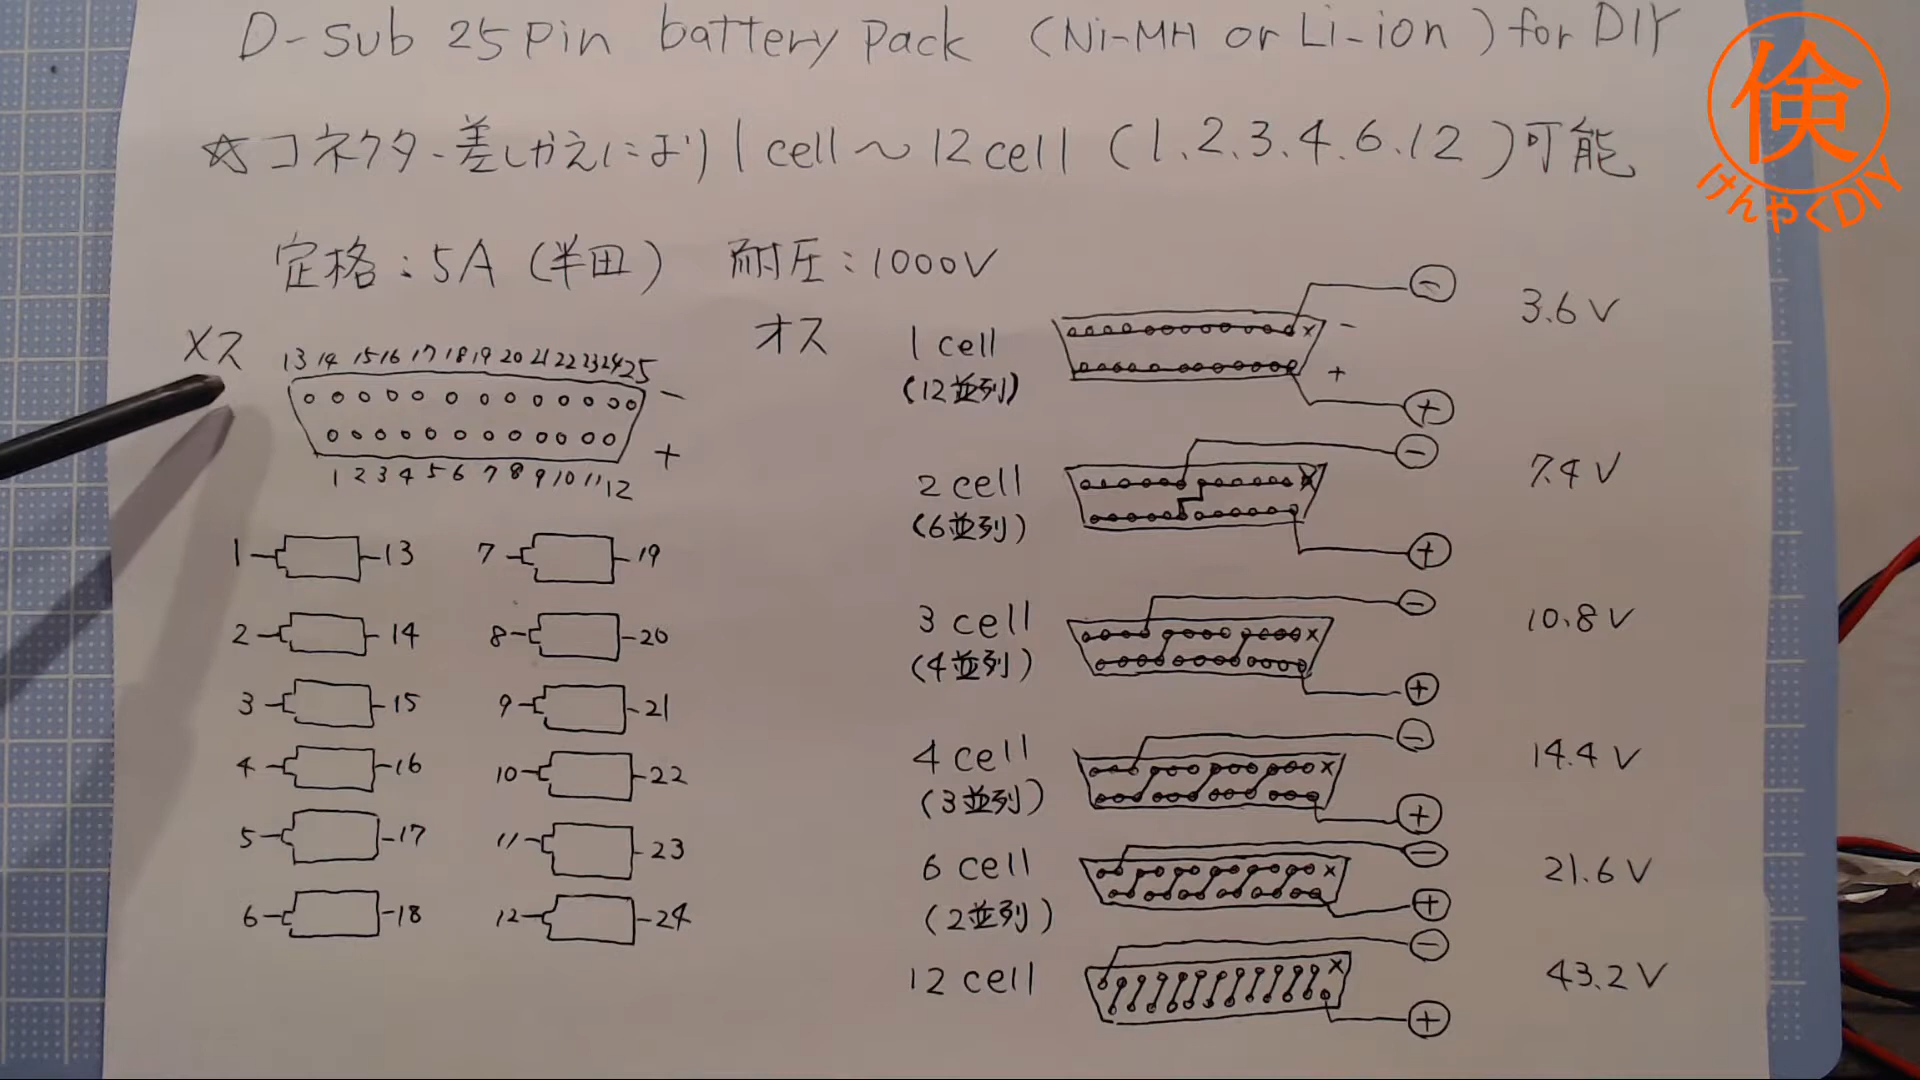 D-sub 25pin battery pack (Ni-MH or Li-ion) for DIY
倹
けんやくDIY
☆コネクター差しかえにより 1 cell ～ 12 cell (1.2.3.4.6.12)可能
定格：5A (半田) 耐圧：1000V
メス
13 14 15 16 17 18 19 20 21 22 23 24 25
−
+
1 2 3 4 5 6 7 8 9 10 11 12
1 13
2 14
3 15
4 16
5 17
6 18
7 19
8 20
9 21
10 22
11 23
12 24
オス
1 cell
(12並列)
× −
+
− +
3.6V
2 cell
(6並列)
×
− +
7.4V
3 cell
(4並列)
×
− +
10.8V
4 cell
(3並列)
×
− +
14.4V
6 cell
(2並列)
×
− +
21.6V
12 cell
×
− +
43.2V